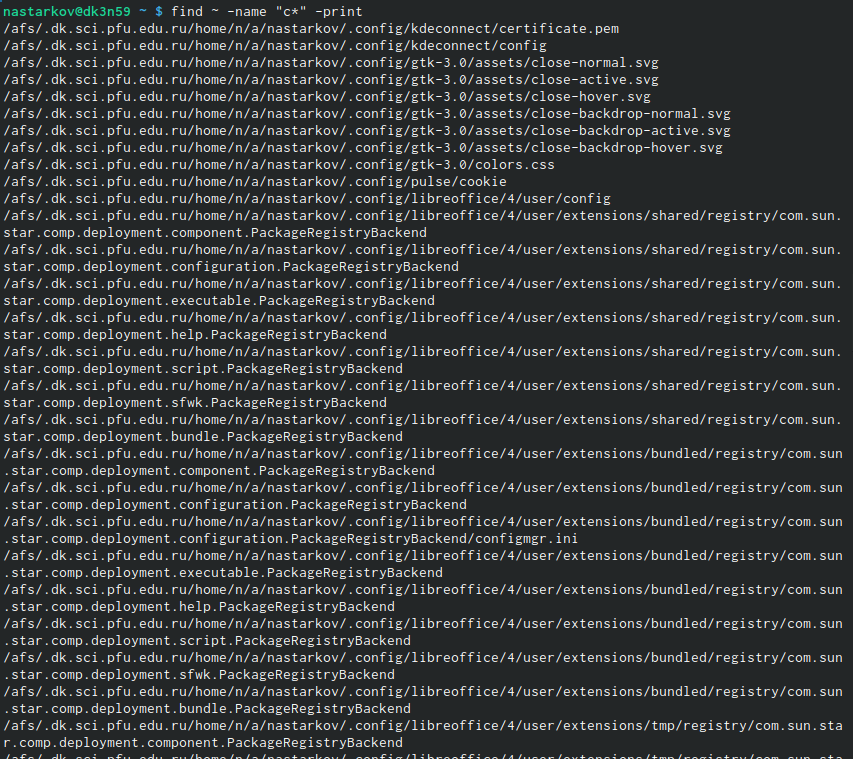 nastarkov@dk3n59 ~ $ find ~ -name "c*" -print
/afs/.dk.sci.pfu.edu.ru/home/n/a/nastarkov/.config/kdeconnect/certificate.pem
/afs/.dk.sci.pfu.edu.ru/home/n/a/nastarkov/.config/kdeconnect/config
/afs/.dk.sci.pfu.edu.ru/home/n/a/nastarkov/.config/gtk-3.0/assets/close-normal.svg
/afs/.dk.sci.pfu.edu.ru/home/n/a/nastarkov/.config/gtk-3.0/assets/close-active.svg
/afs/.dk.sci.pfu.edu.ru/home/n/a/nastarkov/.config/gtk-3.0/assets/close-hover.svg
/afs/.dk.sci.pfu.edu.ru/home/n/a/nastarkov/.config/gtk-3.0/assets/close-backdrop-normal.svg
/afs/.dk.sci.pfu.edu.ru/home/n/a/nastarkov/.config/gtk-3.0/assets/close-backdrop-active.svg
/afs/.dk.sci.pfu.edu.ru/home/n/a/nastarkov/.config/gtk-3.0/assets/close-backdrop-hover.svg
/afs/.dk.sci.pfu.edu.ru/home/n/a/nastarkov/.config/gtk-3.0/colors.css
/afs/.dk.sci.pfu.edu.ru/home/n/a/nastarkov/.config/pulse/cookie
/afs/.dk.sci.pfu.edu.ru/home/n/a/nastarkov/.config/libreoffice/4/user/config
/afs/.dk.sci.pfu.edu.ru/home/n/a/nastarkov/.config/libreoffice/4/user/extensions/shared/registry/com.sun.
star.comp.deployment.component.PackageRegistryBackend
/afs/.dk.sci.pfu.edu.ru/home/n/a/nastarkov/.config/libreoffice/4/user/extensions/shared/registry/com.sun.
star.comp.deployment.configuration.PackageRegistryBackend
/afs/.dk.sci.pfu.edu.ru/home/n/a/nastarkov/.config/libreoffice/4/user/extensions/shared/registry/com.sun.
star.comp.deployment.executable.PackageRegistryBackend
/afs/.dk.sci.pfu.edu.ru/home/n/a/nastarkov/.config/libreoffice/4/user/extensions/shared/registry/com.sun.
star.comp.deployment.help.PackageRegistryBackend
/afs/.dk.sci.pfu.edu.ru/home/n/a/nastarkov/.config/libreoffice/4/user/extensions/shared/registry/com.sun.
star.comp.deployment.script.PackageRegistryBackend
/afs/.dk.sci.pfu.edu.ru/home/n/a/nastarkov/.config/libreoffice/4/user/extensions/shared/registry/com.sun.
star.comp.deployment.sfwk.PackageRegistryBackend
/afs/.dk.sci.pfu.edu.ru/home/n/a/nastarkov/.config/libreoffice/4/user/extensions/shared/registry/com.sun.
star.comp.deployment.bundle.PackageRegistryBackend
/afs/.dk.sci.pfu.edu.ru/home/n/a/nastarkov/.config/libreoffice/4/user/extensions/bundled/registry/com.sun
.star.comp.deployment.component.PackageRegistryBackend
/afs/.dk.sci.pfu.edu.ru/home/n/a/nastarkov/.config/libreoffice/4/user/extensions/bundled/registry/com.sun
.star.comp.deployment.configuration.PackageRegistryBackend
/afs/.dk.sci.pfu.edu.ru/home/n/a/nastarkov/.config/libreoffice/4/user/extensions/bundled/registry/com.sun
.star.comp.deployment.configuration.PackageRegistryBackend/configmgr.ini
/afs/.dk.sci.pfu.edu.ru/home/n/a/nastarkov/.config/libreoffice/4/user/extensions/bundled/registry/com.sun
.star.comp.deployment.executable.PackageRegistryBackend
/afs/.dk.sci.pfu.edu.ru/home/n/a/nastarkov/.config/libreoffice/4/user/extensions/bundled/registry/com.sun
.star.comp.deployment.help.PackageRegistryBackend
/afs/.dk.sci.pfu.edu.ru/home/n/a/nastarkov/.config/libreoffice/4/user/extensions/bundled/registry/com.sun
.star.comp.deployment.script.PackageRegistryBackend
/afs/.dk.sci.pfu.edu.ru/home/n/a/nastarkov/.config/libreoffice/4/user/extensions/bundled/registry/com.sun
.star.comp.deployment.sfwk.PackageRegistryBackend
/afs/.dk.sci.pfu.edu.ru/home/n/a/nastarkov/.config/libreoffice/4/user/extensions/bundled/registry/com.sun
.star.comp.deployment.bundle.PackageRegistryBackend
/afs/.dk.sci.pfu.edu.ru/home/n/a/nastarkov/.config/libreoffice/4/user/extensions/tmp/registry/com.sun.sta
r.comp.deployment.component.PackageRegistryBackend
/afs/.dk.sci.pfu.edu.ru/home/n/a/nastarkov/.config/libreoffice/4/user/extensions/tmp/registry/com.sun.sta